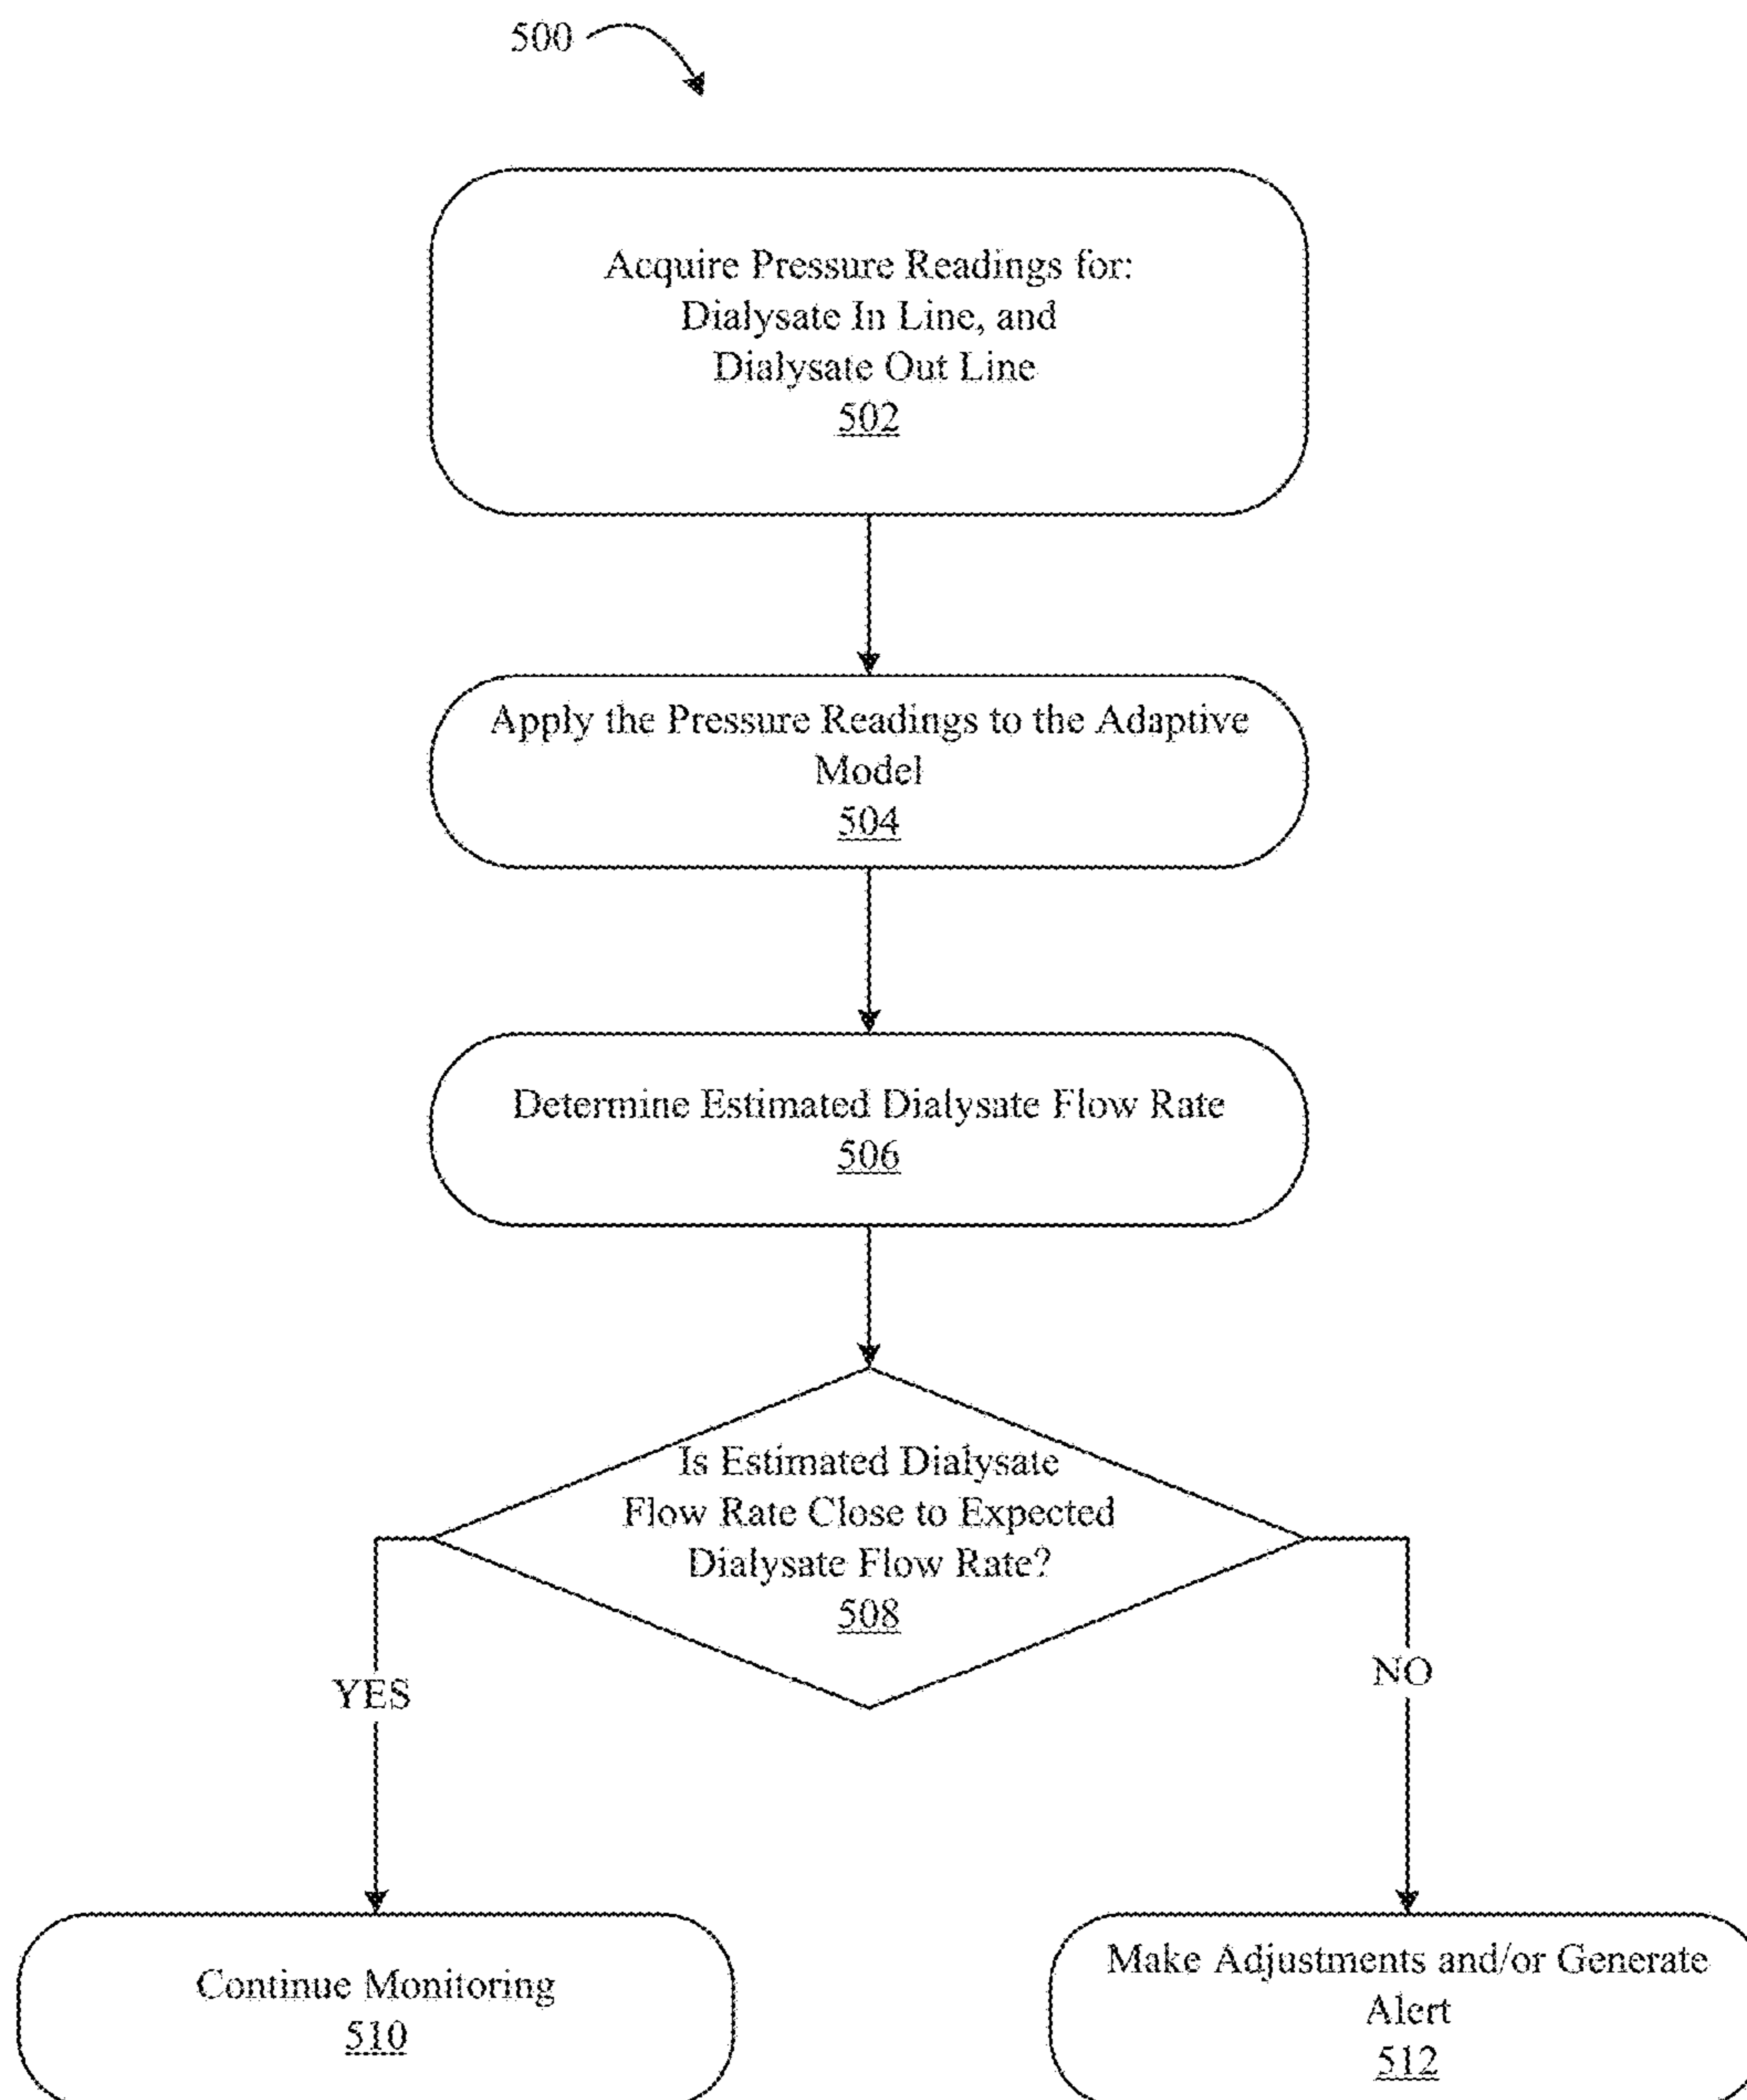 500
Acquire Pressure Readings for:
Dialysate In Line, and
Dialysate Out Line
502
Apply the Pressure Readings to the Adaptive
Model
504
Determine Estimated Dialysate Flow Rate
506
Is Estimated Dialysate
Flow Rate Close to Expected
Dialysate Flow Rate?
508
YES
NO
Continue Monitoring
510
Make Adjustments and/or Generate
Alert
512